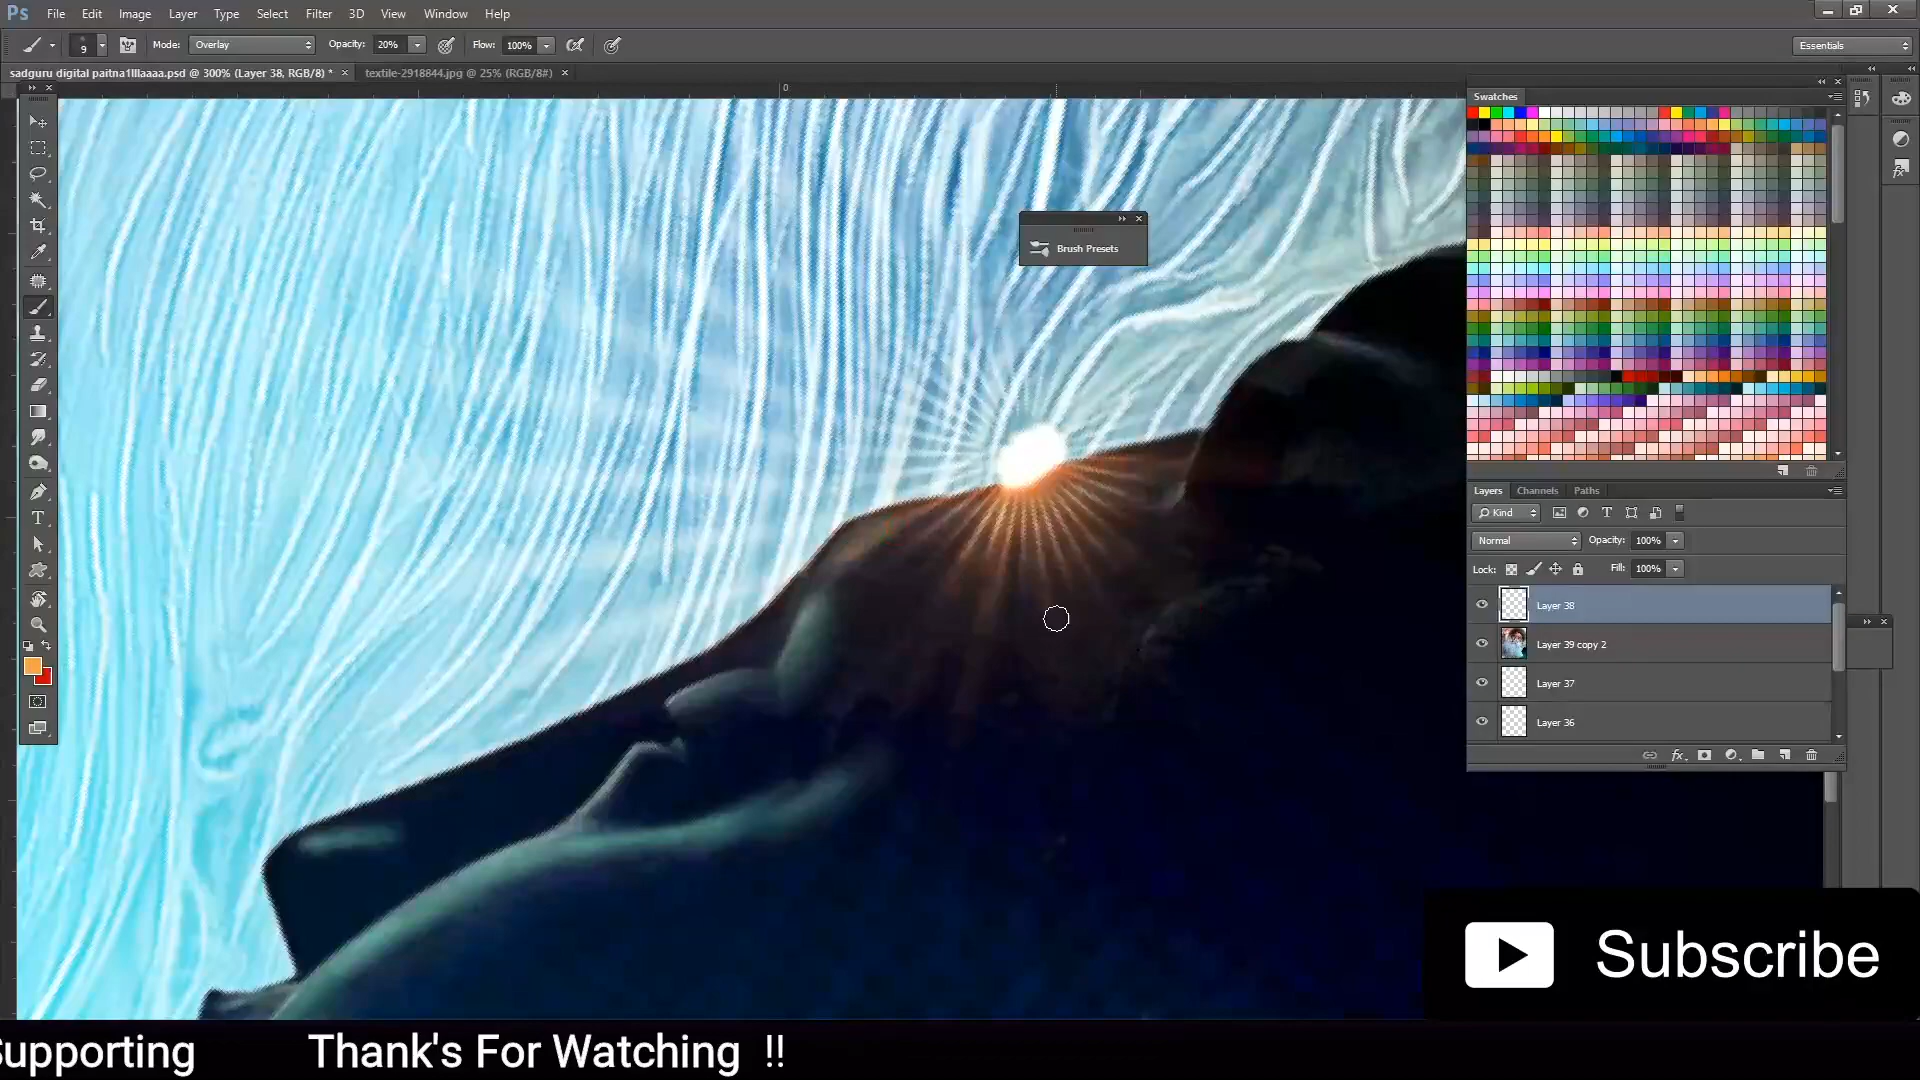 Ps File Edit Image Layer Type Select Filter 3D View Window Help
9 Mode: Overlay Opacity: 20% Flow: 100% Essentials
sadguru digital paitna1lllaaaa.psd @ 300% (Layer 38, RGB/8) * textile-2918844.jpg @ 25% (RGB/8#)
0
Swatches
Brush Presets
Layers Channels Paths
Kind
Normal Opacity: 100%
Lock: Fill: 100%
Layer 38
Layer 39 copy 2
Layer 37
Layer 36
Subscribe
Supporting Thank's For Watching !!